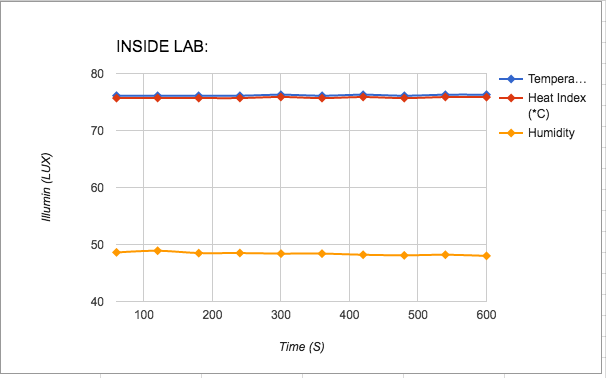 INSIDE LAB:
80
70
60
50
40
Illumin (LUX)
100 200 300 400 500 600
Time (S)
Tempera...
Heat Index
(*C)
Humidity